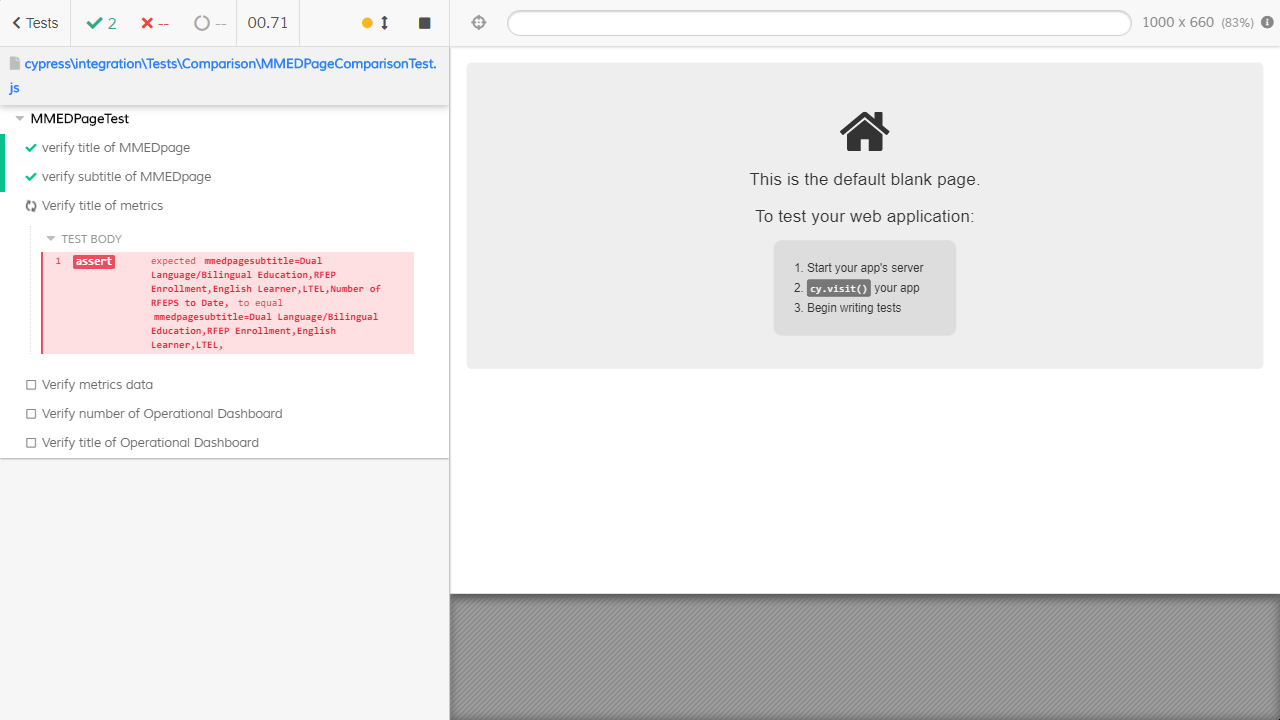 Tests 2 -- -- 00.71 1000 x 660 (83%)
cypress\integration\Tests\Comparison\MMEDPageComparisonTest.
js
MMEDPageTest
verify title of MMEDpage
verify subtitle of MMEDpage
Verify title of metrics
TEST BODY
1 assert expected mmedpagesubtitle=Dual
Language/Bilingual Education,RFEP
Enrollment,English Learner,LTEL,Number of
RFEPS to Date, to equal
mmedpagesubtitle=Dual Language/Bilingual
Education,RFEP Enrollment,English
Learner,LTEL,
Verify metrics data
Verify number of Operational Dashboard
Verify title of Operational Dashboard
This is the default blank page.
To test your web application:
1. Start your app's server
2. cy.visit() your app
3. Begin writing tests